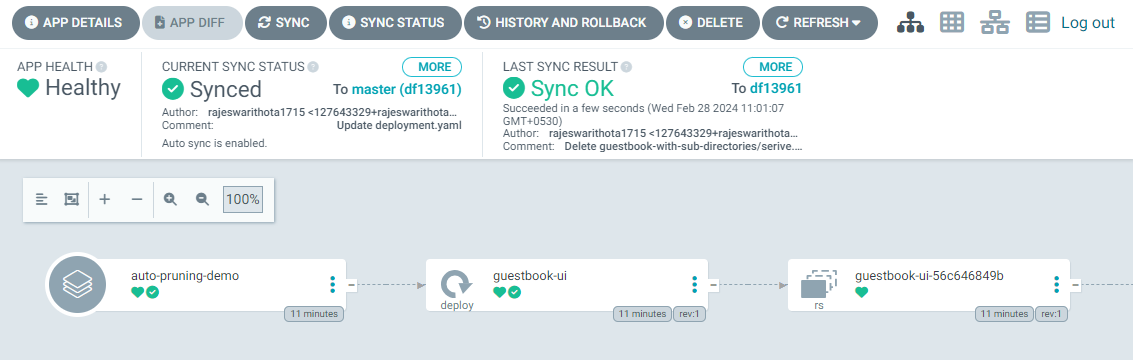 APP DETAILS APP DIFF SYNC SYNC STATUS HISTORY AND ROLLBACK DELETE REFRESH Log out
APP HEALTH
Healthy
CURRENT SYNC STATUS MORE
Synced To master (df13961)
Author: rajeswarithota1715 <127643329+rajeswarithota…
Comment: Update deployment.yaml
Auto sync is enabled.
LAST SYNC RESULT MORE
Sync OK To df13961
Succeeded in a few seconds (Wed Feb 28 2024 11:01:07
GMT+0530)
Author: rajeswarithota1715 <127643329+rajeswarithota…
Comment: Delete guestbook-with-sub-directories/serive.…
100%
auto-pruning-demo
11 minutes
guestbook-ui
deploy
11 minutes rev:1
guestbook-ui-56c646849b
rs
11 minutes rev:1